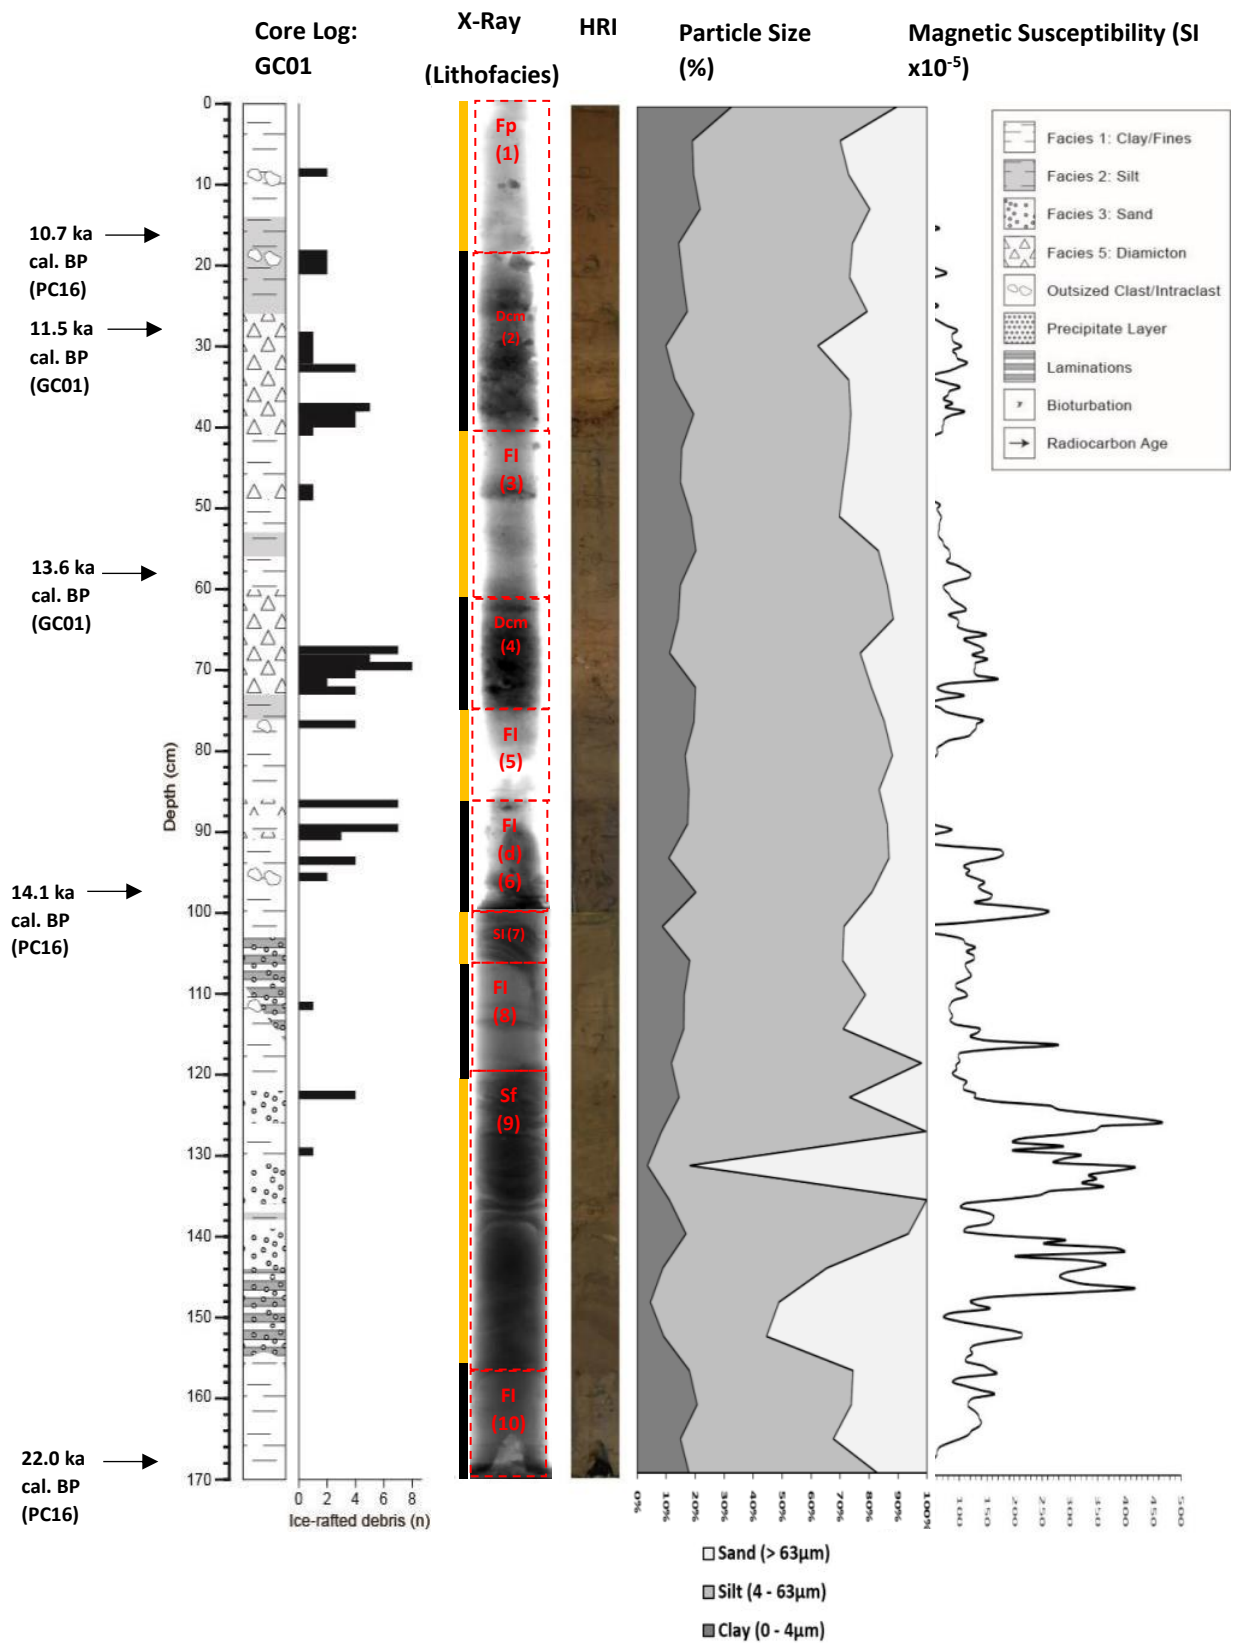 Core Log:
GC01
X-Ray
(Lithofacies)
HRI
Particle Size
(%)
Magnetic Susceptibility (SI
x10-5)
0
10
20
30
40
50
60
70
80
90
100
110
120
130
140
150
160
170
Depth (cm)
10.7 ka
cal. BP
(PC16)
11.5 ka
cal. BP
(GC01)
13.6 ka
cal. BP
(GC01)
14.1 ka
cal. BP
(PC16)
22.0 ka
cal. BP
(PC16)
Fp
(1)
Dcm
(2)
Fl
(3)
Dcm
(4)
Fl
(5)
Fl
(d)
(6)
Sl (7)
Fl
(8)
Sf
(9)
Fl
(10)
Facies 1: Clay/Fines
Facies 2: Silt
Facies 3: Sand
Facies 5: Diamicton
Outsized Clast/Intraclast
Precipitate Layer
Laminations
Bioturbation
Radiocarbon Age
0 2 4 6 8
Ice-rafted debris (n)
0% 10% 20% 30% 40% 50% 60% 70% 80% 90% 100%
100 150 250 300 400 500
Sand (> 63µm)
Silt (4 - 63µm)
Clay (0 - 4µm)